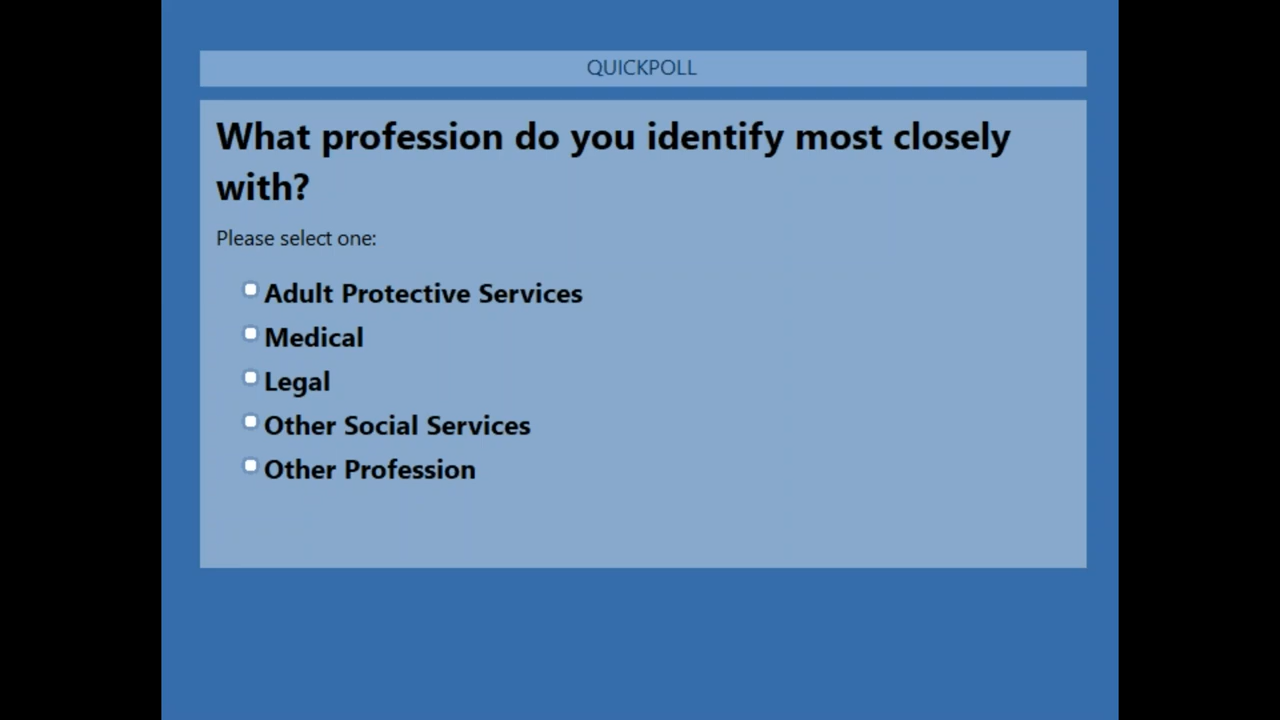 QUICKPOLL
What profession do you identify most closely
with?
Please select one:
Adult Protective Services
Medical
Legal
Other Social Services
Other Profession